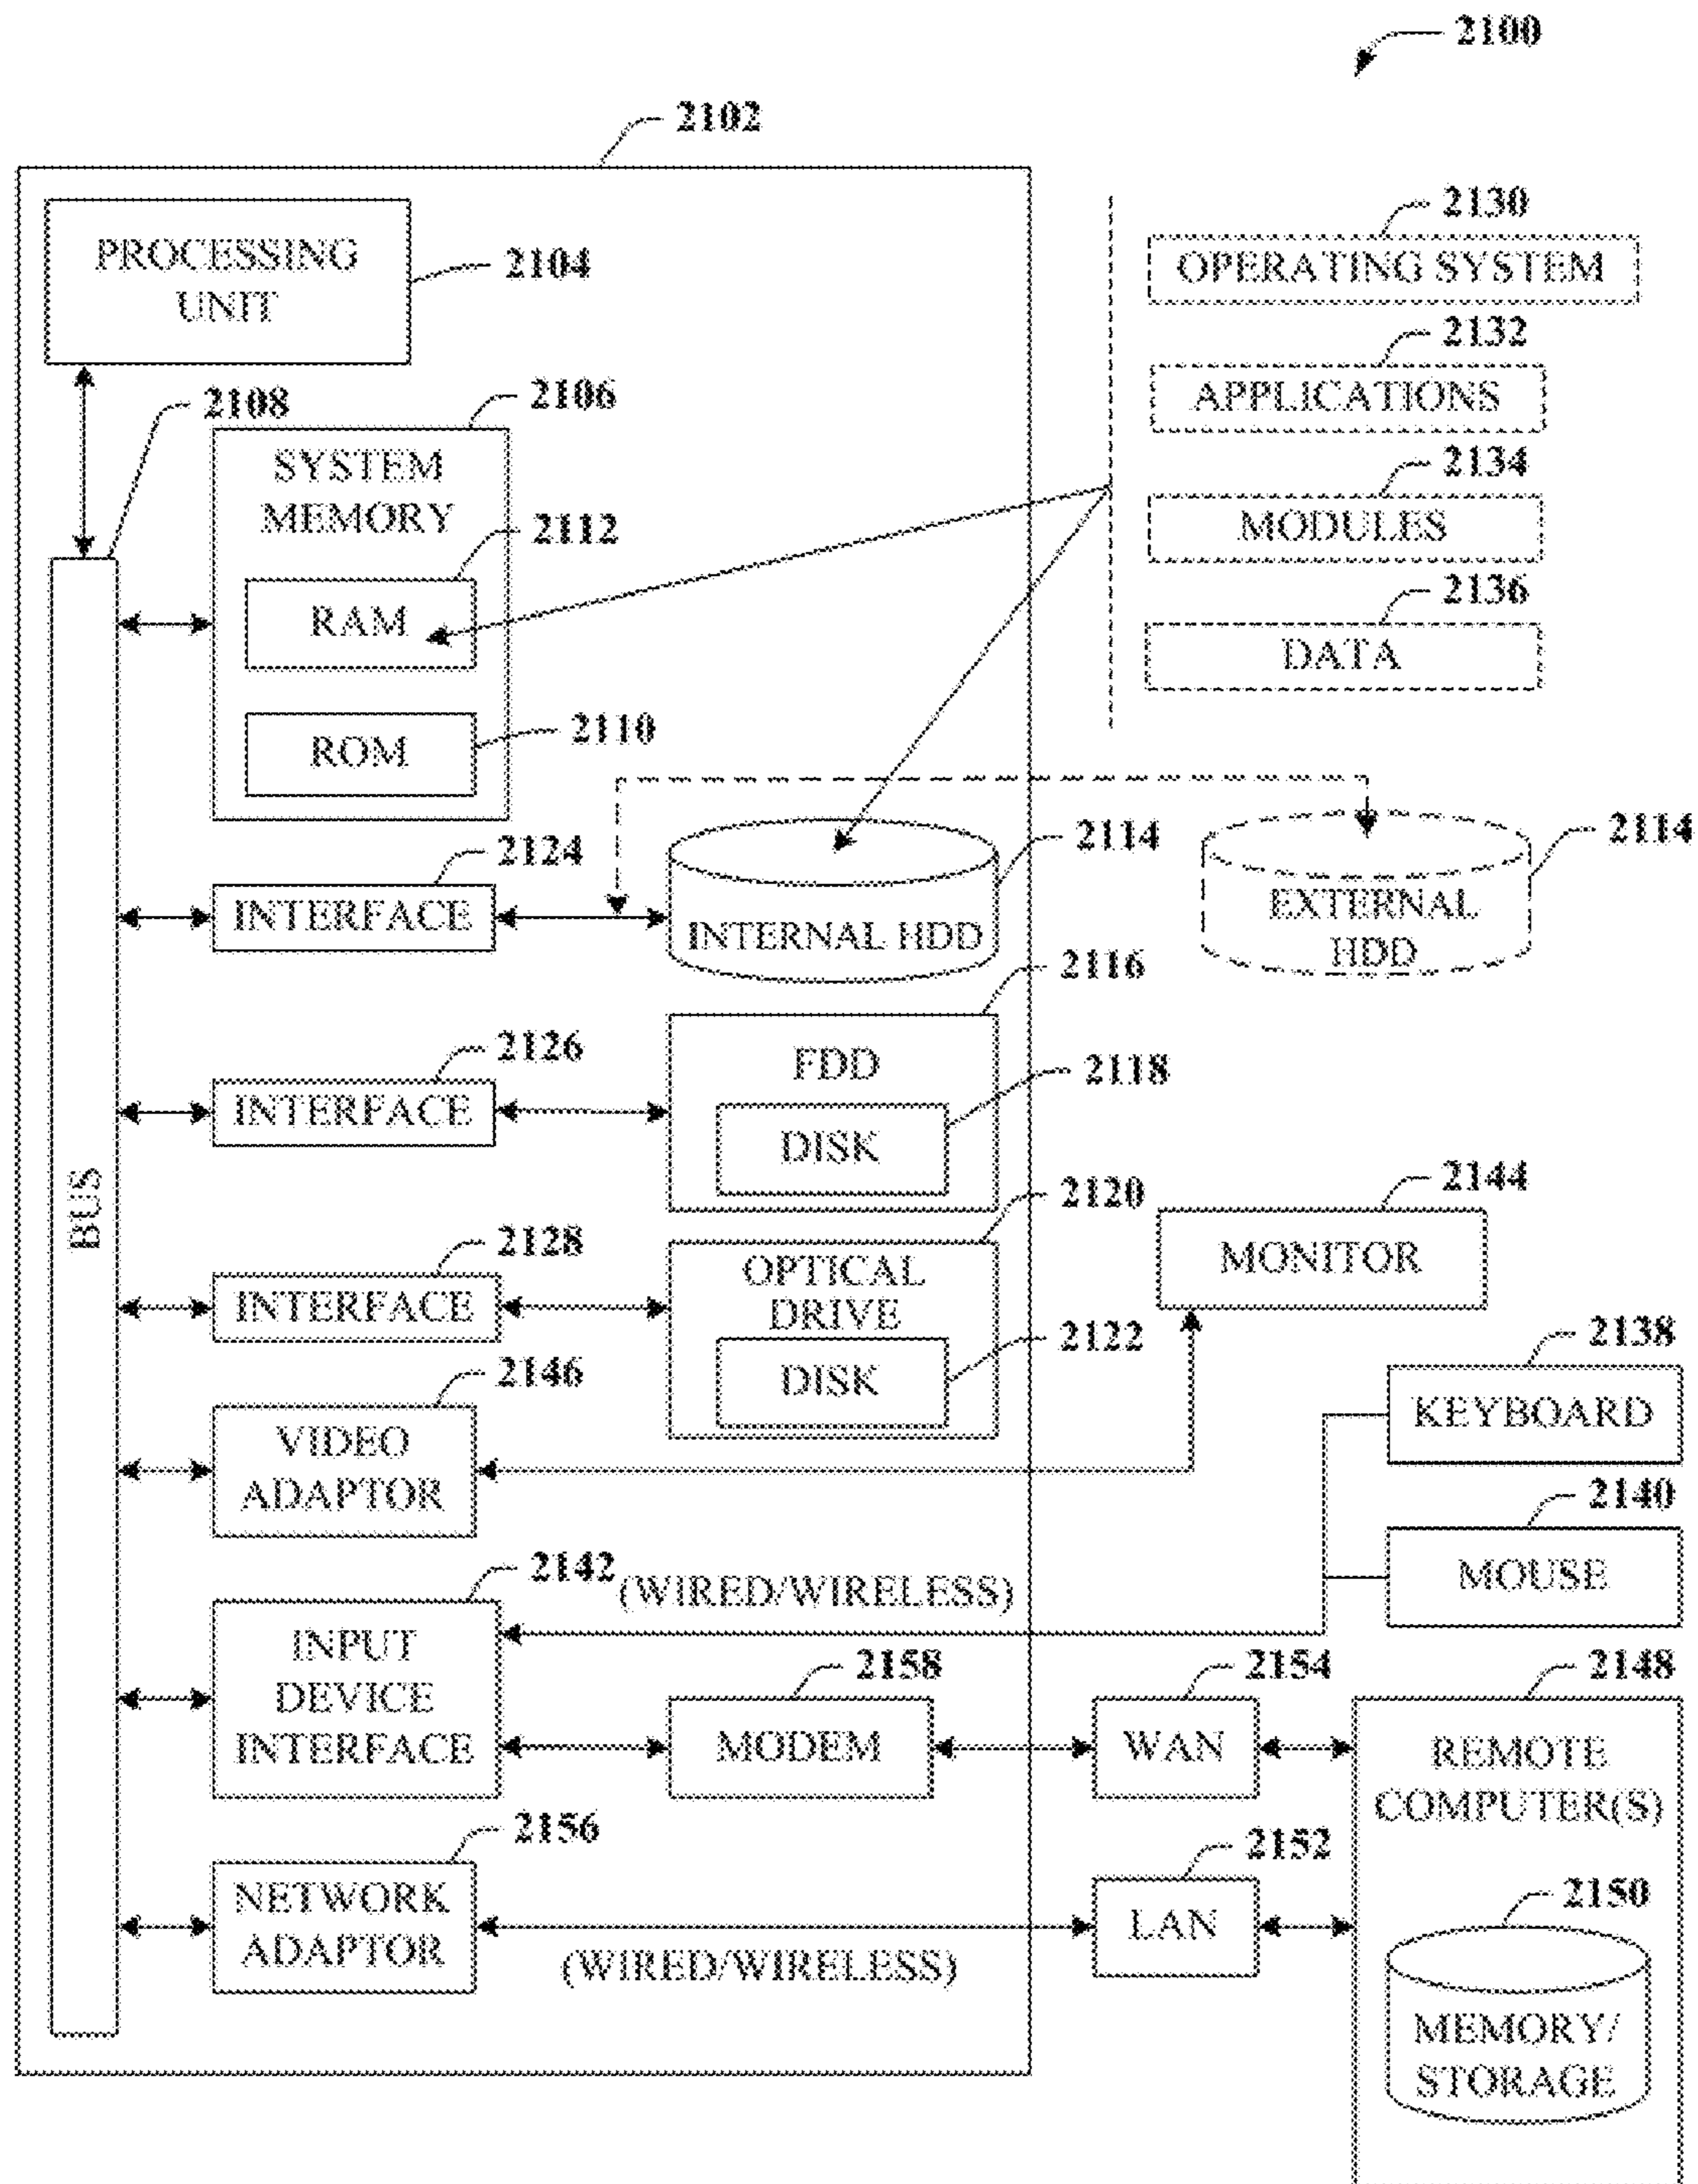 2100
2102
PROCESSING
UNIT
2104
2130
OPERATING SYSTEM
2132
APPLICATIONS
2134
MODULES
2136
DATA
2108
2106
SYSTEM
MEMORY
2112
RAM
2110
ROM
2124
INTERFACE
2114
INTERNAL HDD
2114
EXTERNAL
HDD
2126
INTERFACE
2116
FDD
2118
DISK
BUS
2128
INTERFACE
2120
OPTICAL
DRIVE
2122
DISK
2144
MONITOR
2138
KEYBOARD
2146
VIDEO
ADAPTOR
2140
MOUSE
2142
(WIRED/WIRELESS)
INPUT
DEVICE
INTERFACE
2158
MODEM
2154
WAN
2148
REMOTE
COMPUTER(S)
2156
NETWORK
ADAPTOR
(WIRED/WIRELESS)
2152
LAN
2150
MEMORY/
STORAGE